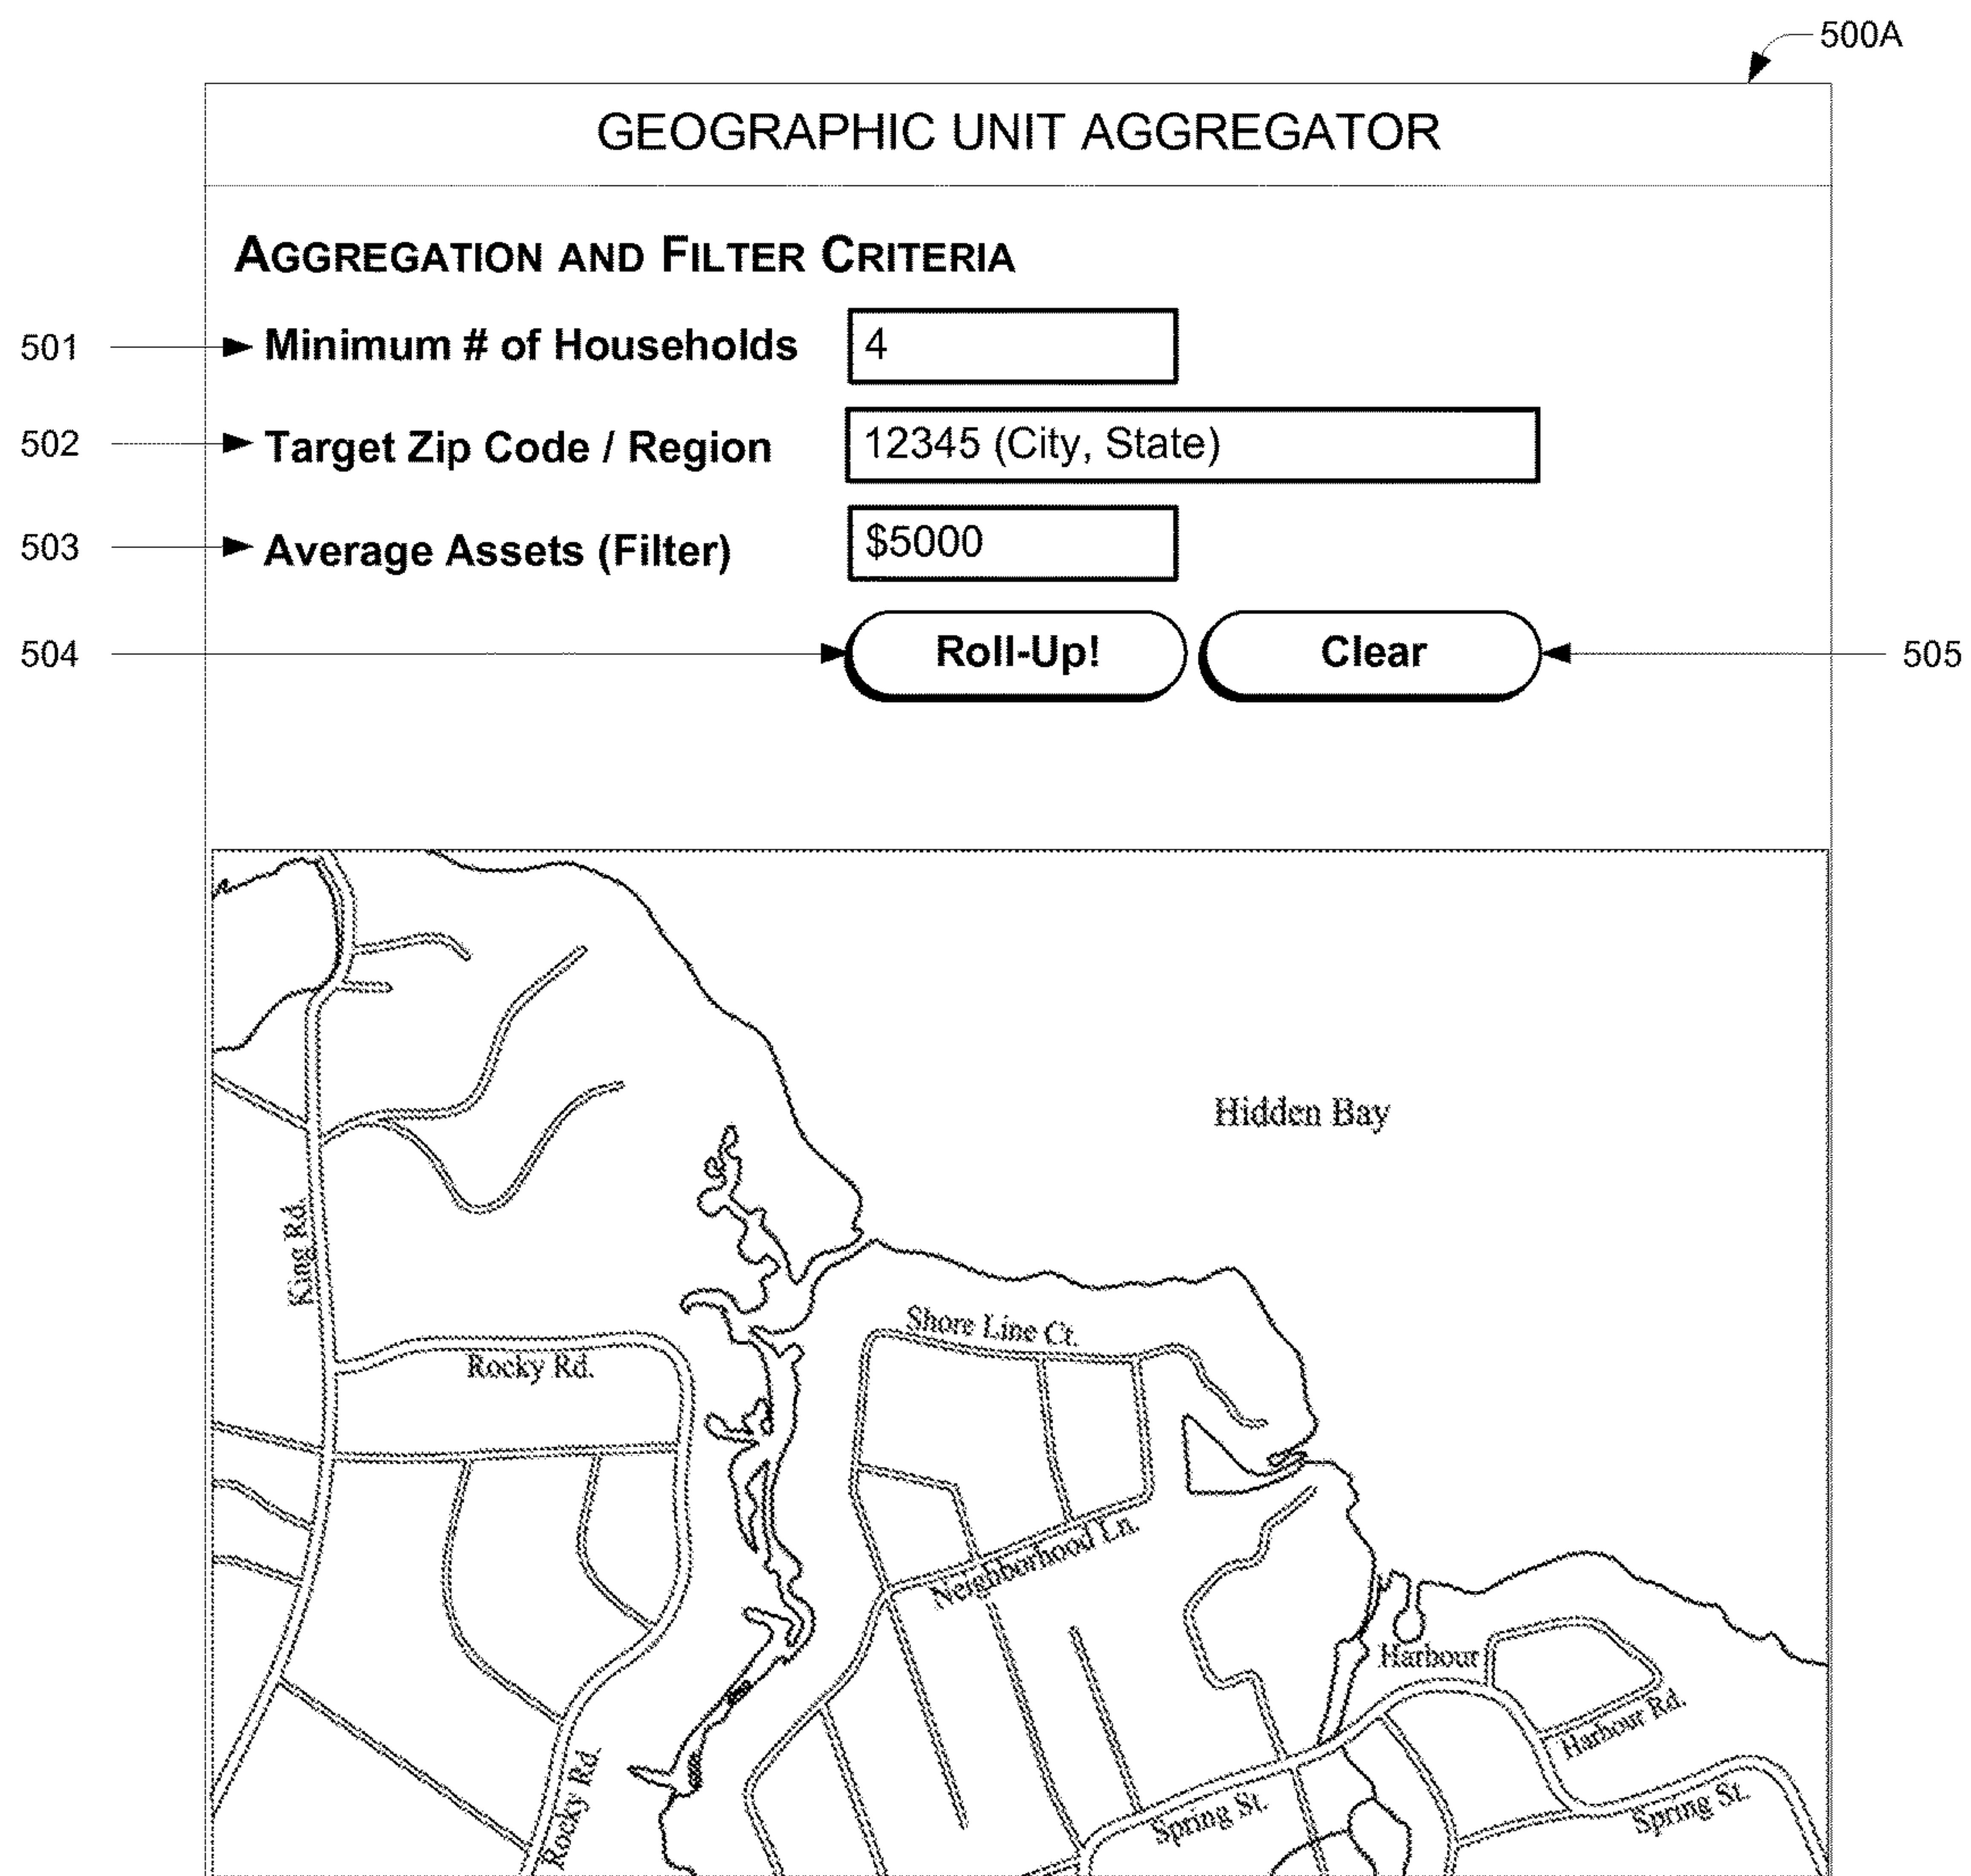 500A
GEOGRAPHIC UNIT AGGREGATOR
AGGREGATION AND FILTER CRITERIA
501 Minimum # of Households 4
502 Target Zip Code / Region 12345 (City, State)
503 Average Assets (Filter) $5000
504 Roll-Up! Clear 505
Hidden Bay
King Rd.
Shore Line Ct.
Rocky Rd.
Neighborhood Ln.
Harbour
Harbour Rd.
Rocky Rd.
Spring St.
Spring St.